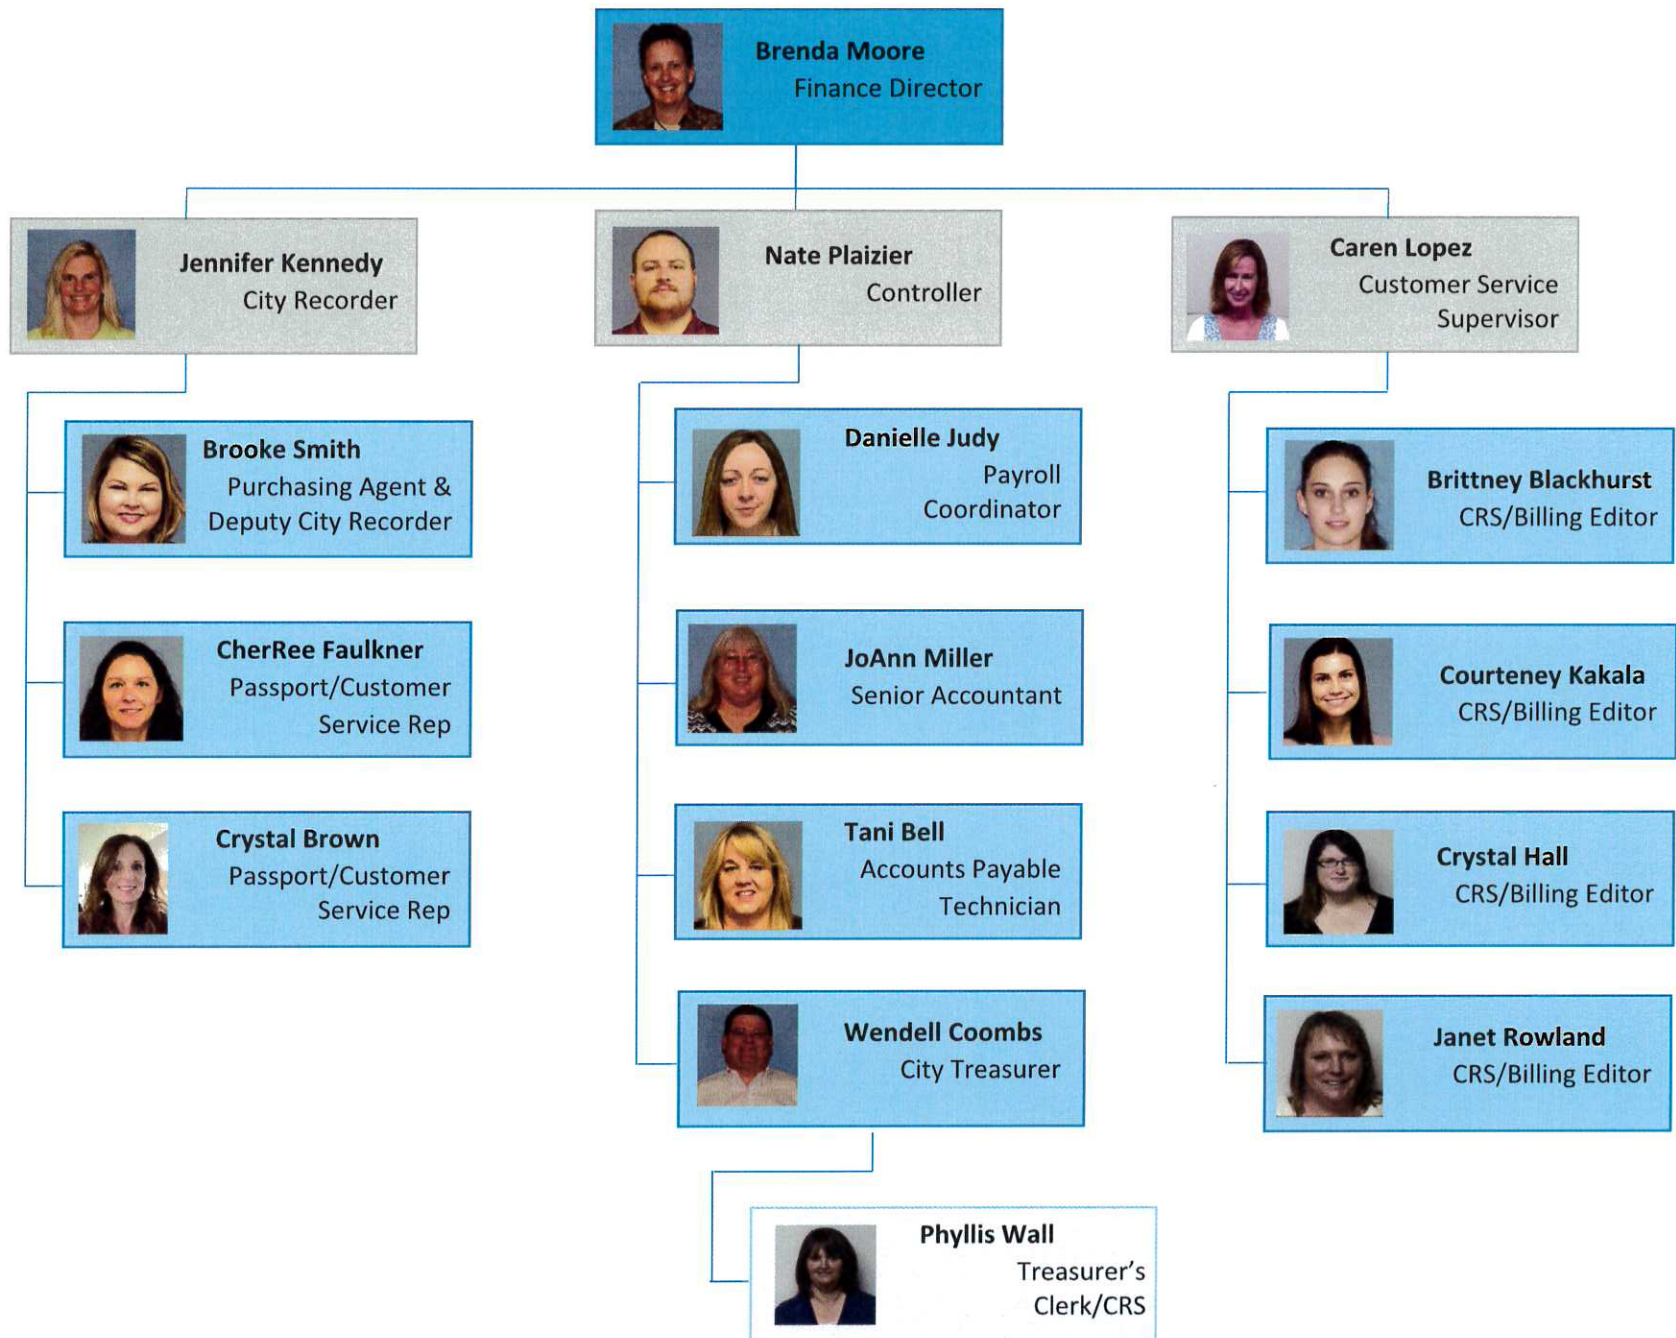 Brenda Moore
Finance Director
Jennifer Kennedy
City Recorder
Nate Plaizier
Controller
Caren Lopez
Customer Service
Supervisor
Brooke Smith
Purchasing Agent &
Deputy City Recorder
CherRee Faulkner
Passport/Customer
Service Rep
Crystal Brown
Passport/Customer
Service Rep
Danielle Judy
Payroll
Coordinator
JoAnn Miller
Senior Accountant
Tani Bell
Accounts Payable
Technician
Wendell Coombs
City Treasurer
Phyllis Wall
Treasurer’s
Clerk/CRS
Brittney Blackhurst
CRS/Billing Editor
Courteney Kakala
CRS/Billing Editor
Crystal Hall
CRS/Billing Editor
Janet Rowland
CRS/Billing Editor